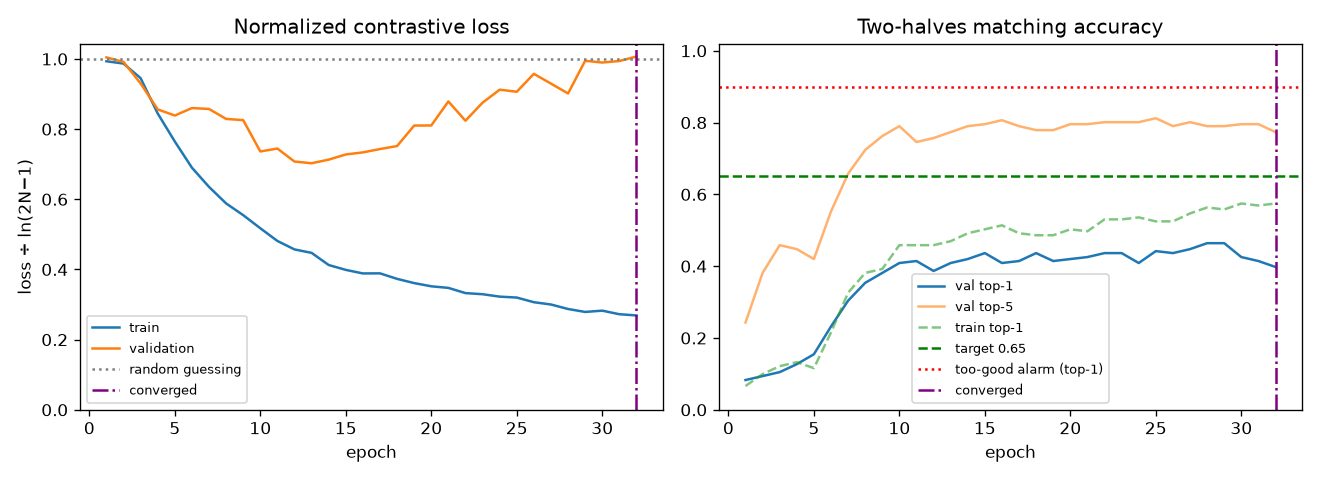 Normalized contrastive loss
loss ÷ ln(2N−1)
1.0
0.8
0.6
0.4
0.2
0.0
train
validation
random guessing
converged
0 5 10 15 20 25 30
epoch
Two-halves matching accuracy
1.0
0.8
0.6
0.4
0.2
0.0
val top-1
val top-5
train top-1
target 0.65
too-good alarm (top-1)
converged
0 5 10 15 20 25 30
epoch